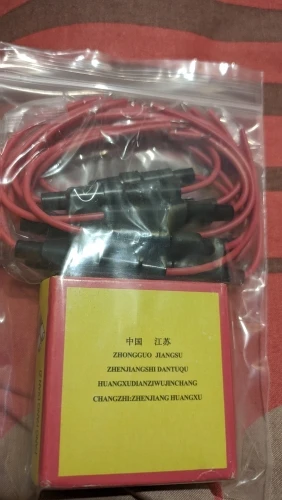 中国 江苏
ZHONGGUO JIANGSU
ZHENJIANGSHI DANTUQU
HUANGXUDIANZIWUJINCHANG
CHANGZHI:ZHENJIANG HUANGXU